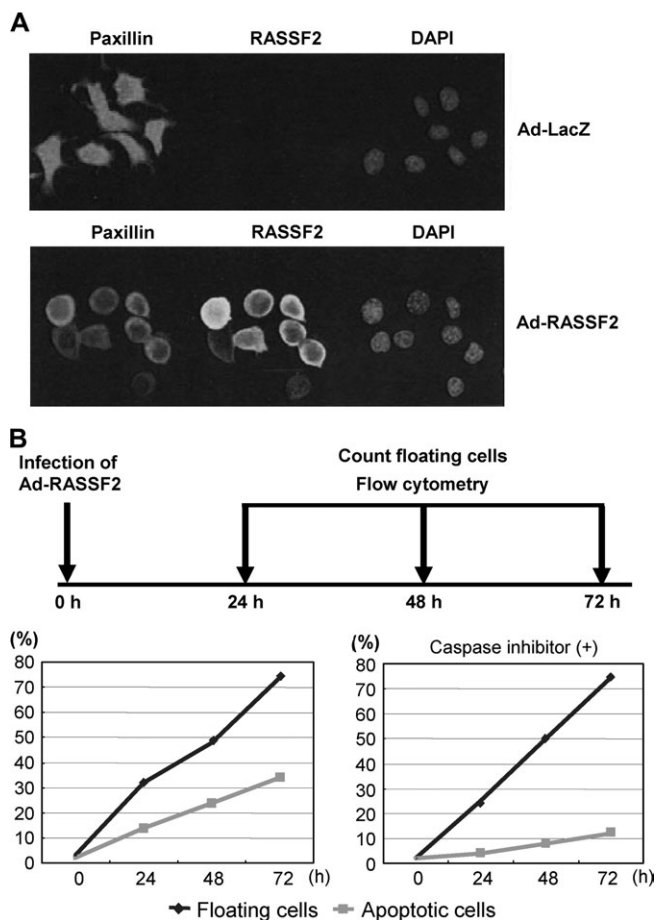 A
Paxillin RASSF2 DAPI
Ad-LacZ
Paxillin RASSF2 DAPI
Ad-RASSF2
B
Infection of
Ad-RASSF2
Count floating cells
Flow cytometry
0 h 24 h 48 h 72 h
(%)
80
70
60
50
40
30
20
10
0
0 24 48 72 (h)
(%)
Caspase inhibitor (+)
80
70
60
50
40
30
20
10
0
0 24 48 72 (h)
Floating cells Apoptotic cells